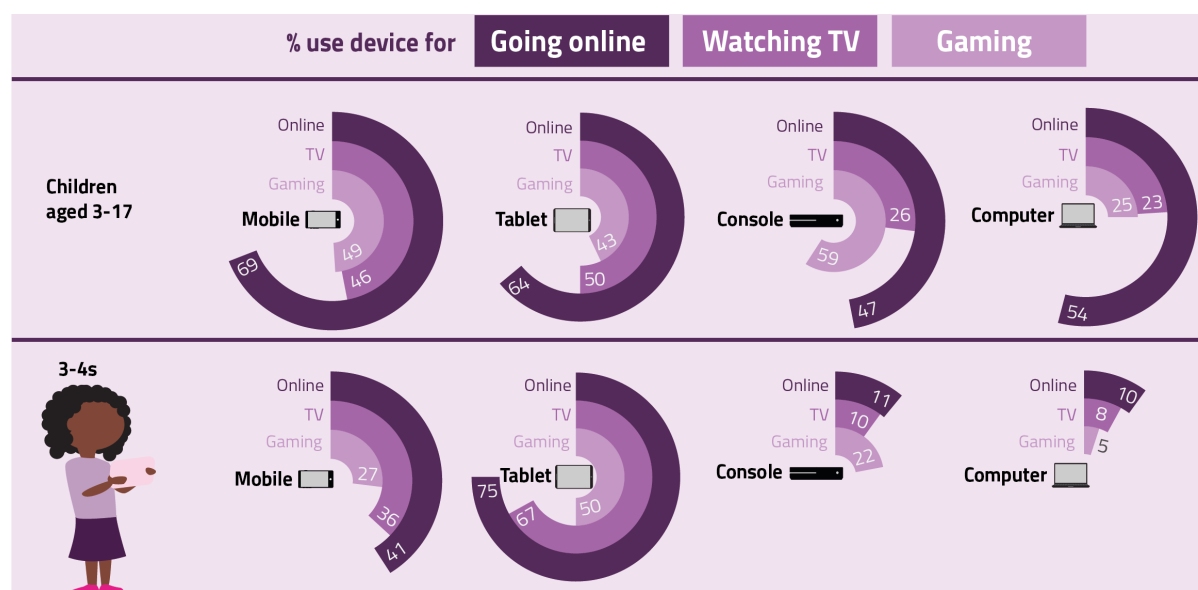 % use device for Going online Watching TV Gaming
Children
aged 3-17
Online
TV
Gaming
Mobile
69
49
46
Online
TV
Gaming
Tablet
64
43
50
Online
TV
Gaming
Console
26
59
47
Online
TV
Gaming
Computer
25 23
54
3-4s
Online
TV
Gaming
Mobile
27
36
41
Online
TV
Gaming
Tablet
75
67
50
Online
TV
Gaming
Console
11
10
22
Online
TV
Gaming
Computer
10
8
5